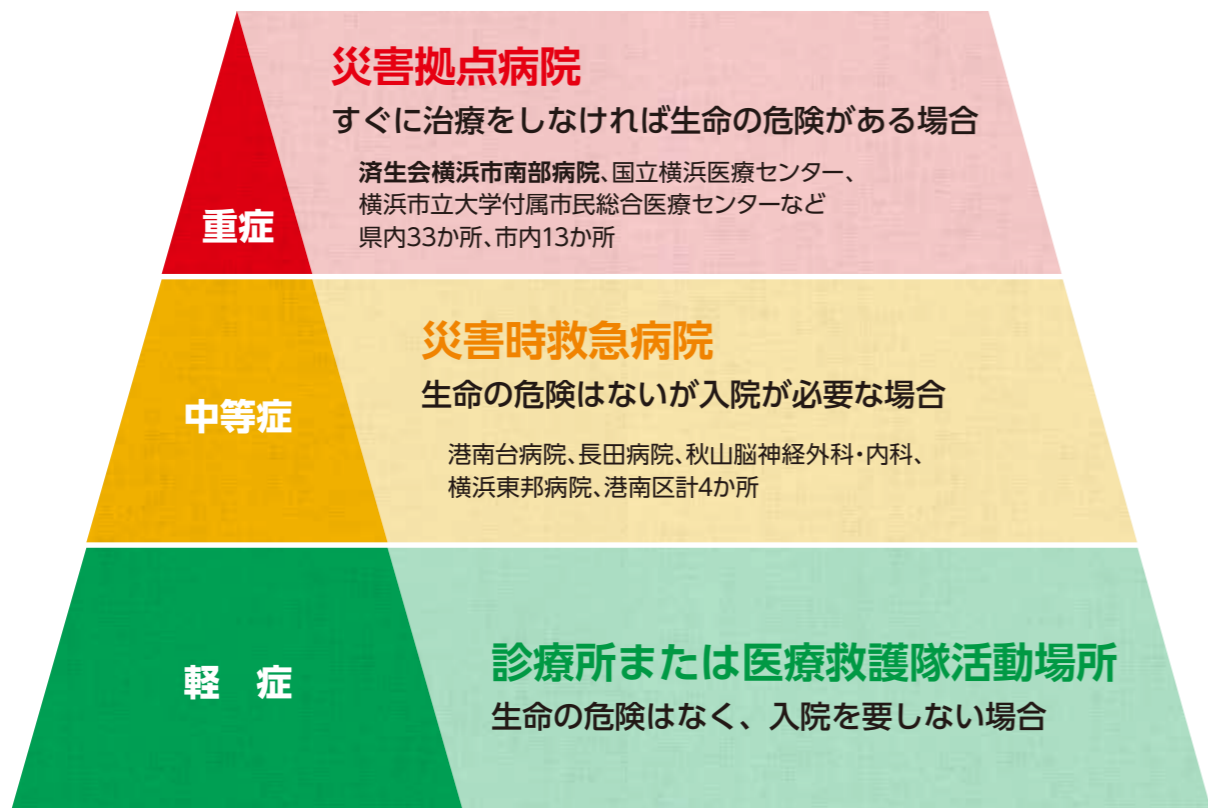 災害拠点病院
すぐに治療をしなければ生命の危険がある場合
済生会横浜市南部病院、国立横浜医療センター、
横浜市立大学付属市民総合医療センターなど
県内33か所、市内13か所
重症
災害時救急病院
生命の危険はないが入院が必要な場合
中等症
港南台病院、長田病院、秋山脳神経外科・内科、
横浜東邦病院、港南区計4か所
診療所または医療救護隊活動場所
軽　症
生命の危険はなく、入院を要しない場合